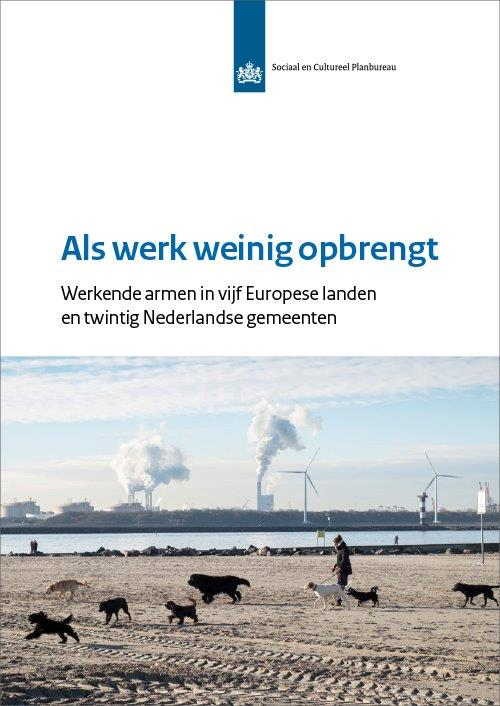 Sociaal en Cultureel Planbureau
Als werk weinig opbrengt
Werkende armen in vijf Europese landen
en twintig Nederlandse gemeenten